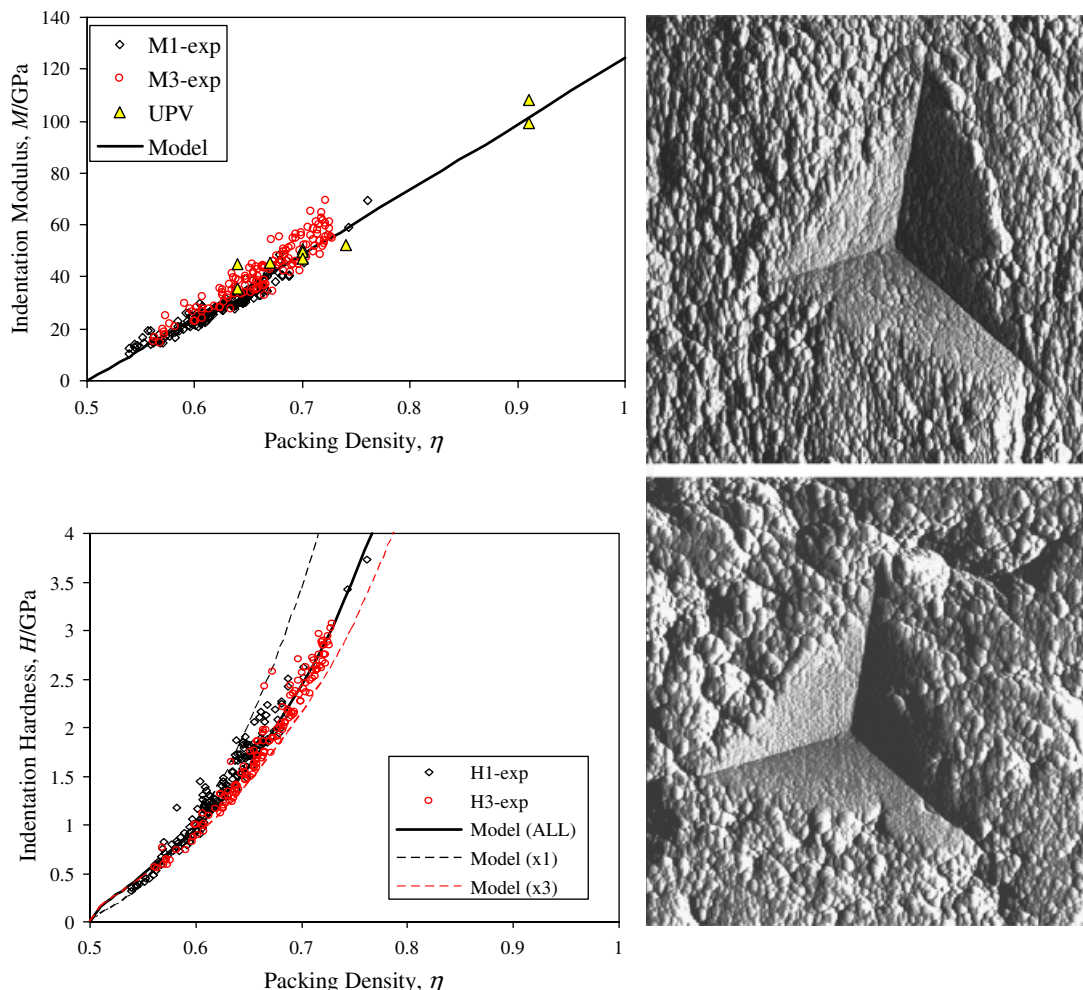 140
120
100
80
60
40
20
0
Indentation Modulus, M/GPa
M1-exp
M3-exp
UPV
Model
0.5 0.6 0.7 0.8 0.9 1
Packing Density, η
4
3.5
3
2.5
2
1.5
1
0.5
0
Indentation Hardness, H/GPa
H1-exp
H3-exp
Model (ALL)
Model (x1)
Model (x3)
0.5 0.6 0.7 0.8 0.9 1
Packing Density, η